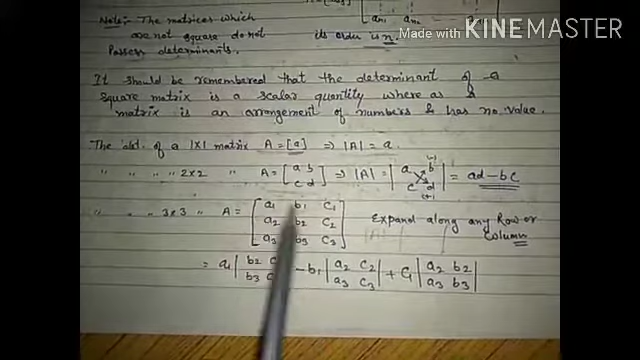 Note:- The matrices which
are not square do not
Possess determinants.
an1 an2
its order is n.
Made with KINEMASTER
It should be remembered that the determinant of a
square matrix is a scalar quantity where as a
matrix is an arrangement of numbers & has no value.
The det. of a 1×1 matrix A = [a] ⇒ |A| = a.
" " " 2×2 " A = [a b c d] ⇒ |A| = |a b c d| = ad - bc
" " " 3×3 " A = [a1 b1 c1
a2 b2 c2 Expand along any Row or
a3 b3 c3] Column
= a1 |b2 b3| - b1 |a2 c2 a3 c3| + c1 |a2 b2 a3 b3|